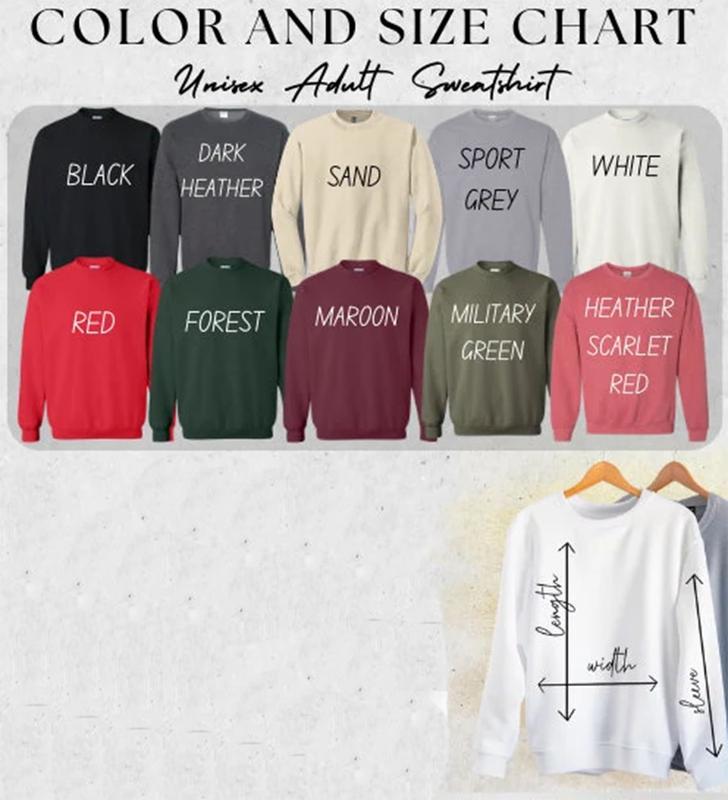 COLOR AND SIZE CHART
Unisex Adult Sweatshirt
BLACK
DARK
HEATHER
SAND
SPORT
GREY
WHITE
RED
FOREST
MAROON
MILITARY
GREEN
HEATHER
SCARLET
RED
length
width
sleeve